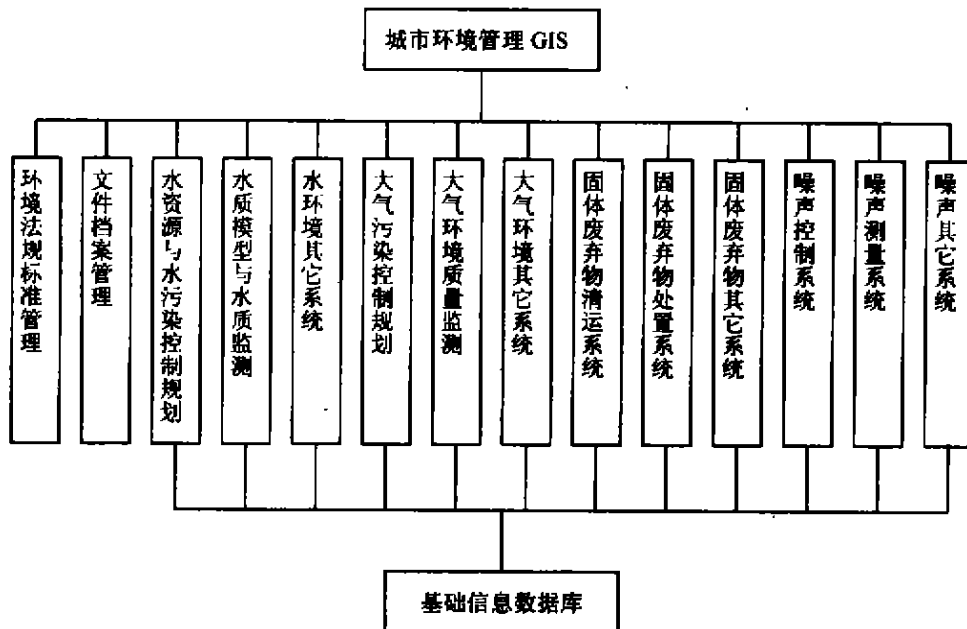 城市环境管理 GIS
环境法规标准管理
文件挡案管理
水资源与水污染控制规划
水质模型与水质监测
水环境其它系统
大气污染控制规划
大气环境质量监测
大气环境其它系统
固体废弃物清运系统
固体废弃物处置系统
固体废弃物其它系统
噪声控制系统
噪声测量系统
噪声其它系统
基础信息数据库